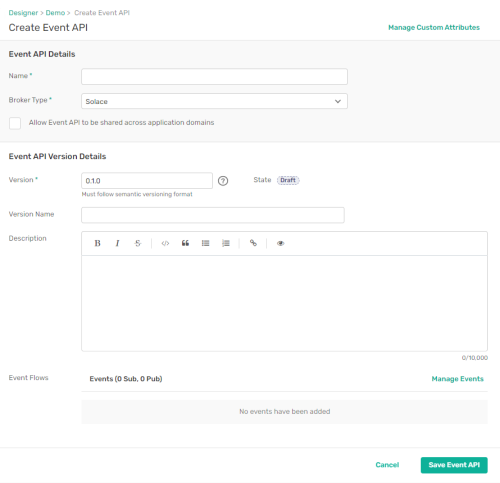 Designer > Demo > Create Event API
Create Event API
Manage Custom Attributes
Event API Details
Name *
Broker Type *
Solace
Allow Event API to be shared across application domains
Event API Version Details
Version *
0.1.0
?
State
Draft
Must follow semantic versioning format
Version Name
Description
B I S </>
0/10,000
Event Flows
Events (0 Sub, 0 Pub)
Manage Events
No events have been added
Cancel
Save Event API